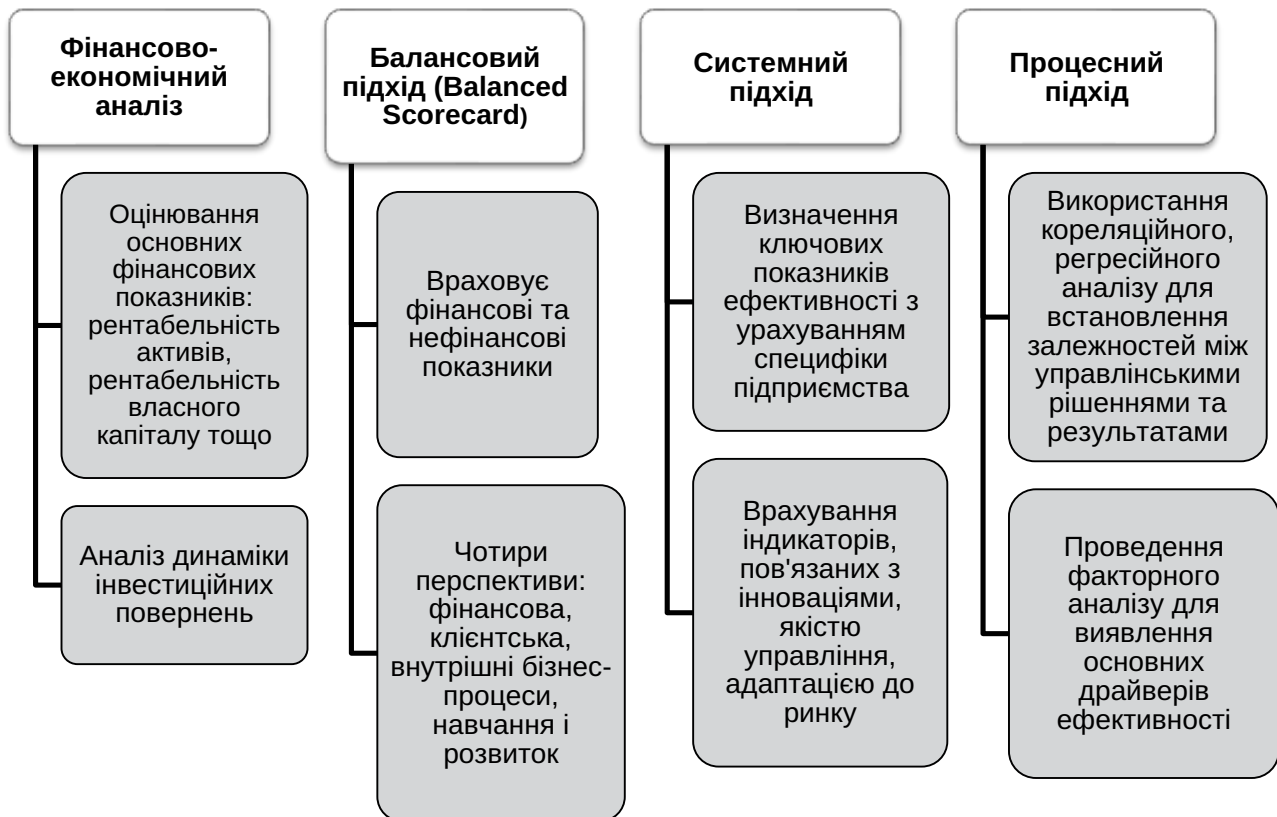 Фінансово-
економічний
аналіз
Оцінювання
основних
фінансових
показників:
рентабельність
активів,
рентабельність
власного
капіталу тощо
Аналіз динаміки
інвестиційних
повернень
Балансовий
підхід (Balanced
Scorecard)
Враховує
фінансові та
нефінансові
показники
Чотири
перспективи:
фінансова,
клієнтська,
внутрішні бізнес-
процеси,
навчання і
розвиток
Системний
підхід
Визначення
ключових
показників
ефективності з
урахуванням
специфіки
підприємства
Врахування
індикаторів,
пов'язаних з
інноваціями,
якістю
управління,
адаптацією до
ринку
Процесний
підхід
Використання
кореляційного,
регресійного
аналізу для
встановлення
залежностей між
управлінськими
рішеннями та
результатами
Проведення
факторного
аналізу для
виявлення
основних
драйверів
ефективності